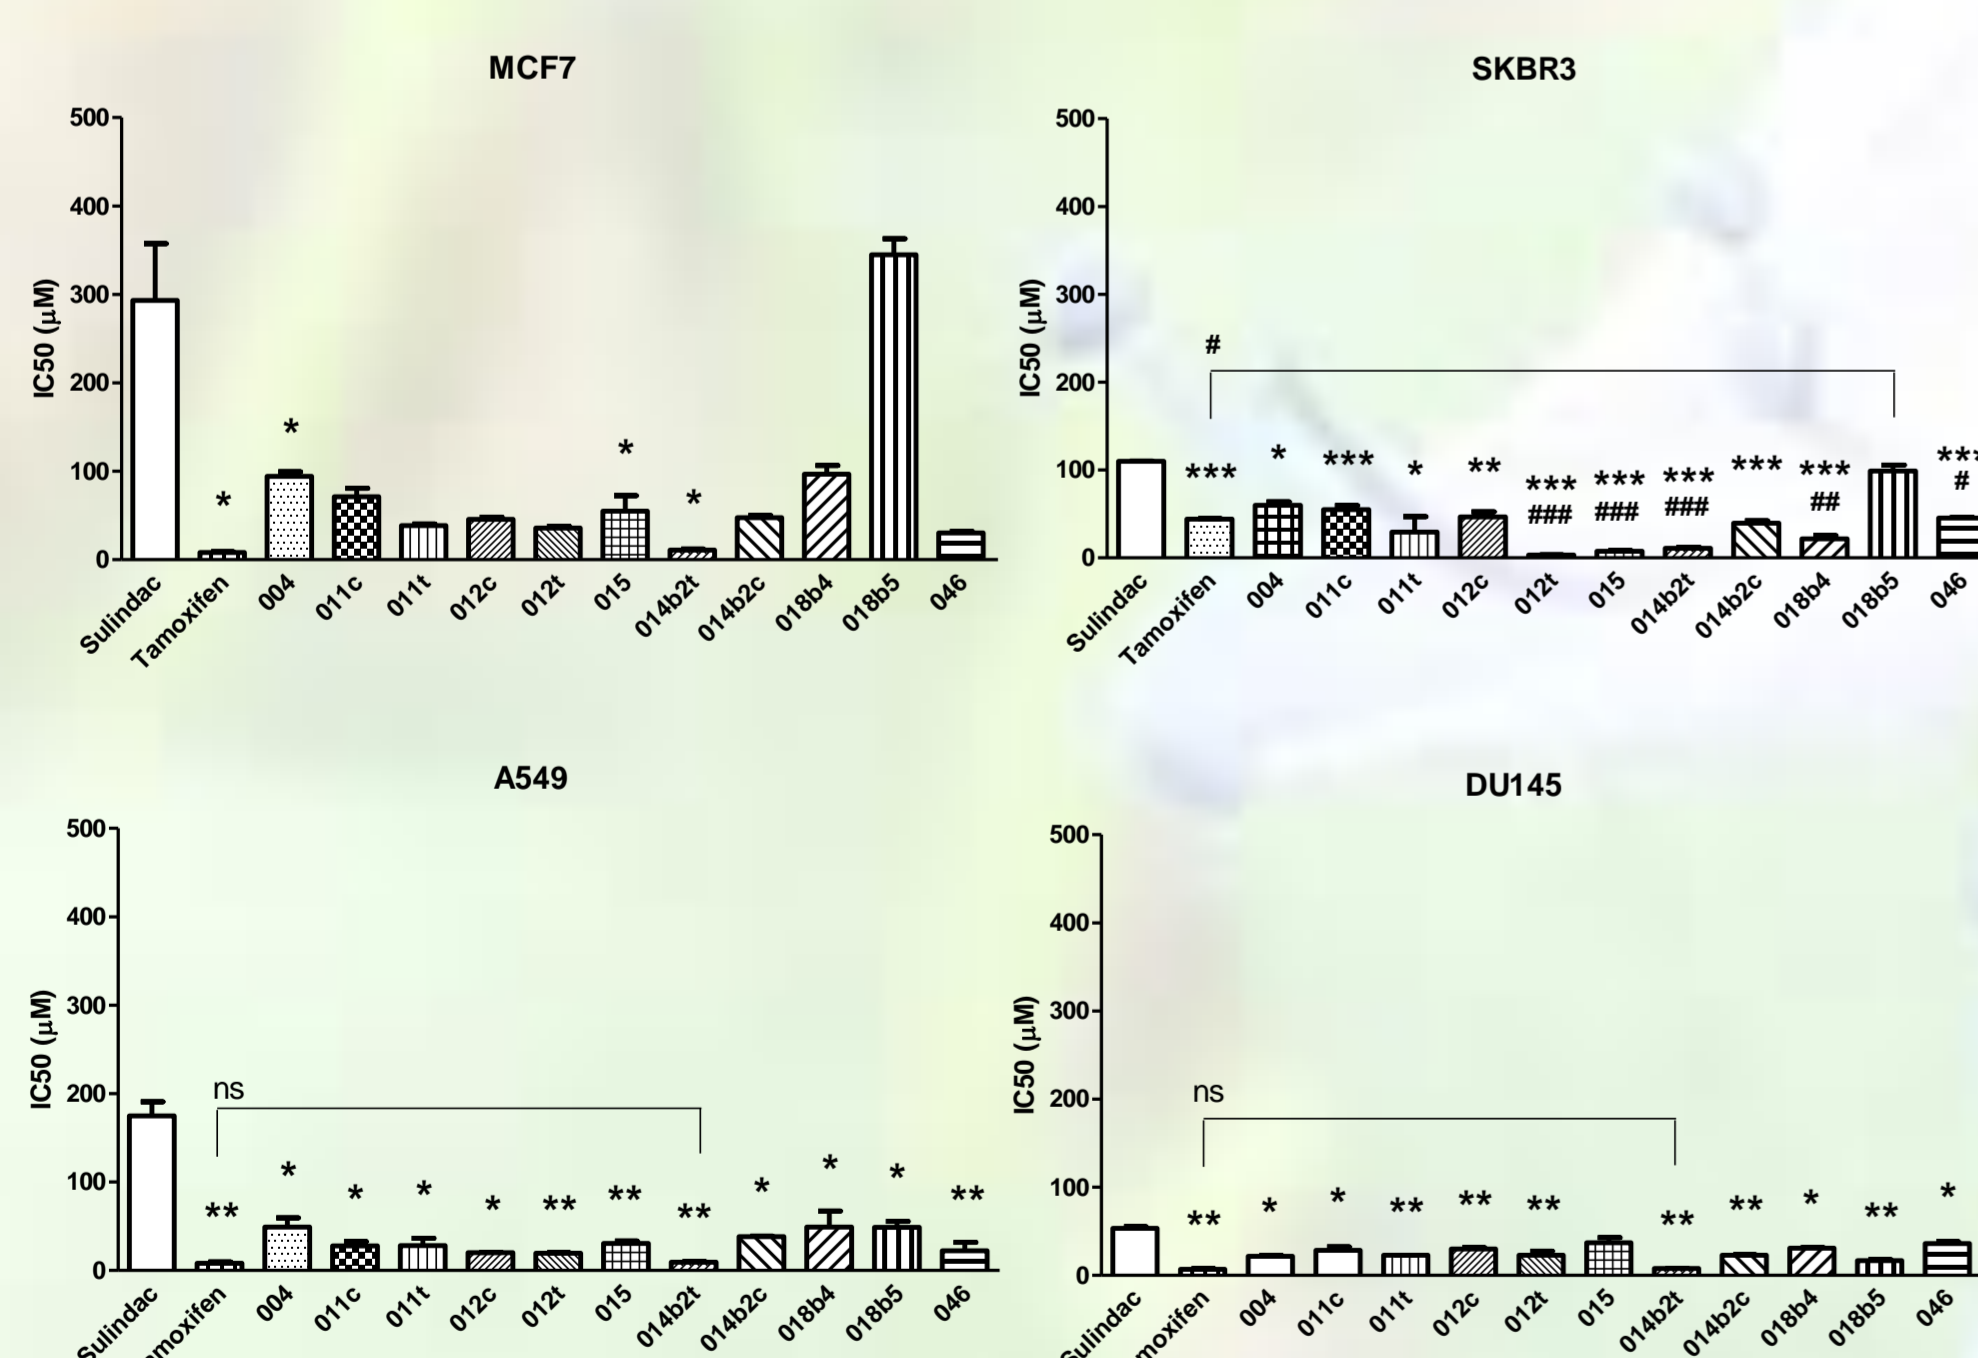 MCF7
500
400
300
200
100
0
IC50 (μM)
*
*
*
*
Sulindac
Tamoxifen
004
011c
011t
012c
012t
015
014b2t
014b2c
018b4
018b5
046
SKBR3
500
400
300
200
100
0
IC50 (μM)
#
***
*
***
*
**
***
###
***
###
***
###
***
***
##
***
#
Sulindac
Tamoxifen
004
011c
011t
012c
012t
015
014b2t
014b2c
018b4
018b5
046
A549
500
400
300
200
100
0
IC50 (μM)
ns
**
*
*
*
*
**
**
**
*
*
*
**
Sulindac
amoxifen
004
011c
011t
012c
012t
015
014b2t
014b2c
018b4
018b5
046
DU145
500
400
300
200
100
0
IC50 (μM)
ns
**
*
*
**
**
**
**
**
*
**
*
Sulindac
moxifen
004
011c
011t
012c
012t
015
014b2t
014b2c
018b4
018b5
046